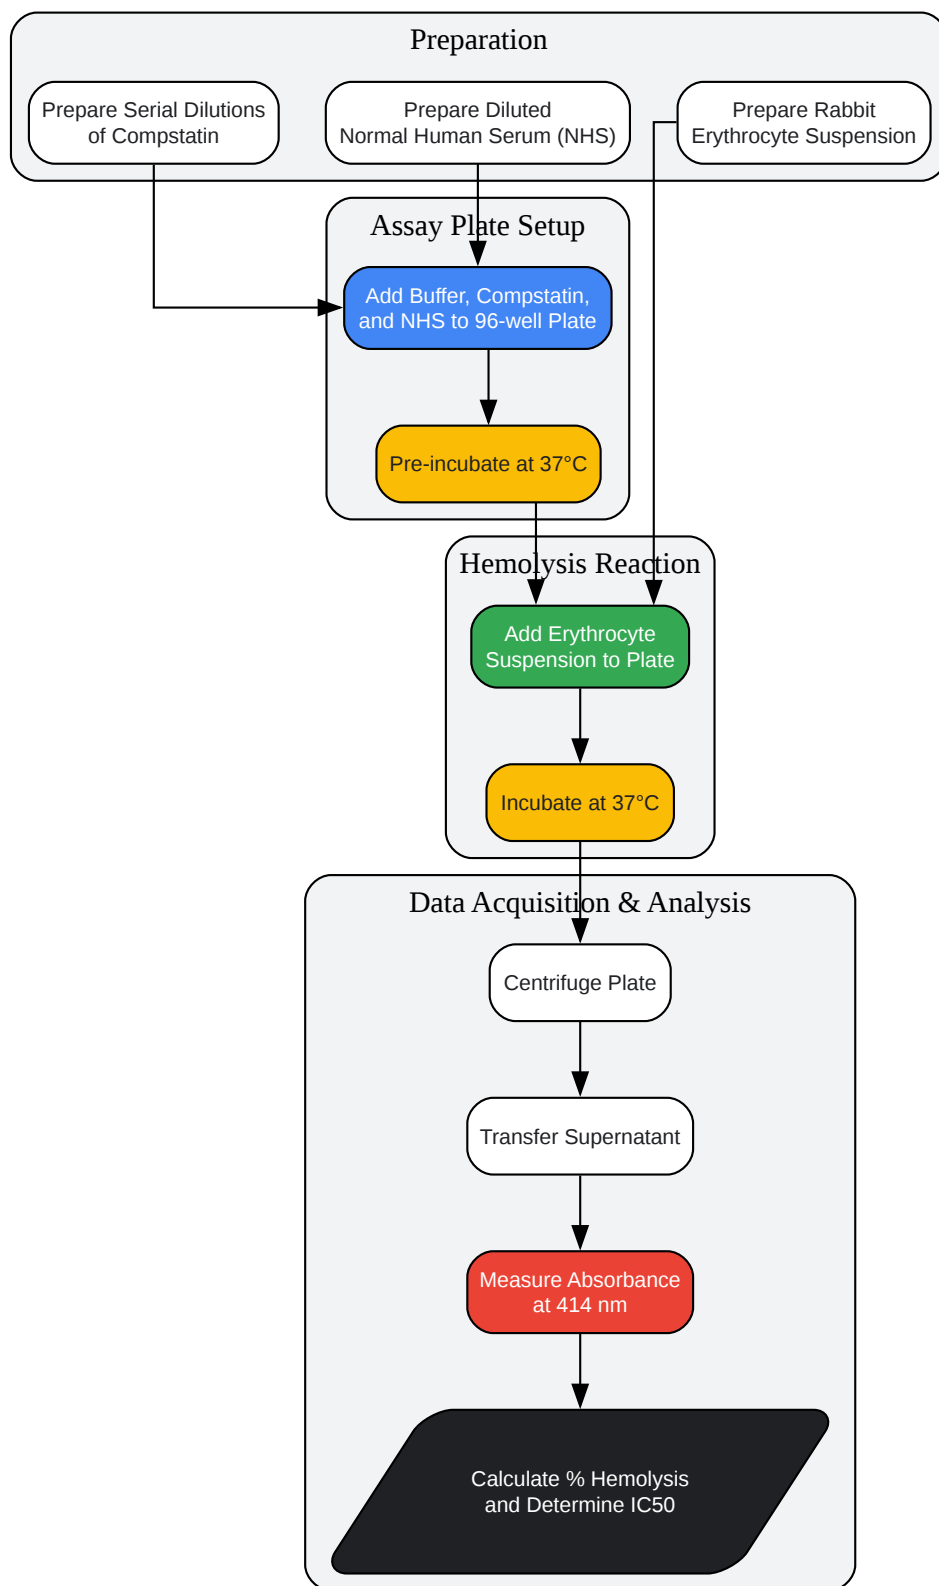 Preparation
Prepare Serial Dilutions
of Compstatin
Prepare Diluted
Normal Human Serum (NHS)
Prepare Rabbit
Erythrocyte Suspension
Assay Plate Setup
Add Buffer, Compstatin,
and NHS to 96-well Plate
Pre-incubate at 37°C
Hemolysis Reaction
Add Erythrocyte
Suspension to Plate
Incubate at 37°C
Data Acquisition & Analysis
Centrifuge Plate
Transfer Supernatant
Measure Absorbance
at 414 nm
Calculate % Hemolysis
and Determine IC50